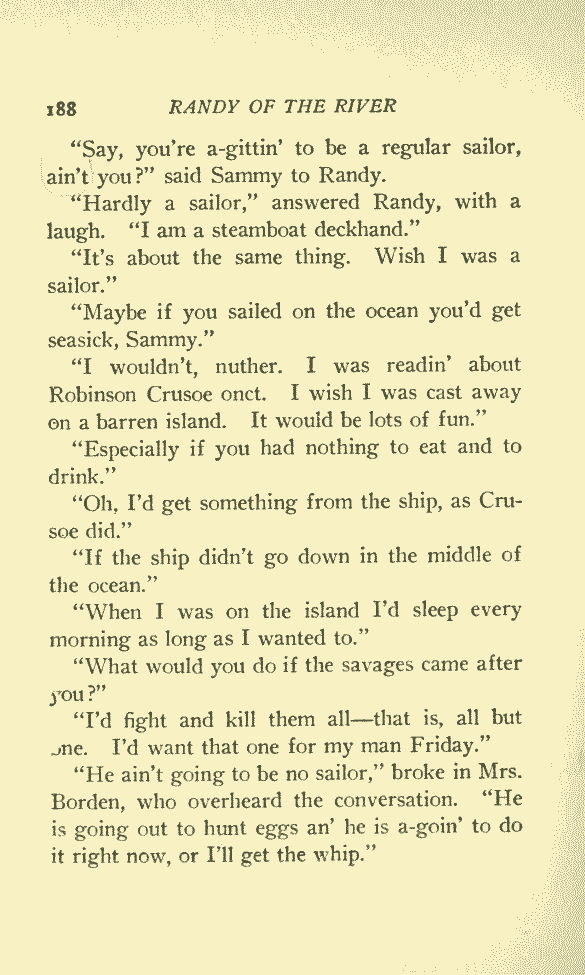 188 RANDY OF THE RIVER
“Say, you’re a-gittin’ to be a regular sailor,
ain’t you?” said Sammy to Randy.
“Hardly a sailor,” answered Randy, with a
laugh. “I am a steamboat deckhand.”
“It’s about the same thing. Wish I was a
sailor.”
“Maybe if you sailed on the ocean you’d get
seasick, Sammy.”
“I wouldn’t, nuther. I was readin’ about
Robinson Crusoe onct. I wish I was cast away
on a barren island. It would be lots of fun.”
“Especially if you had nothing to eat and to
drink.”
“Oh, I’d get something from the ship, as Cru-
soe did.”
“If the ship didn’t go down in the middle of
the ocean.”
“When I was on the island I’d sleep every
morning as long as I wanted to.”
“What would you do if the savages came after
you?”
“I’d fight and kill them all—that is, all but
one. I’d want that one for my man Friday.”
“He ain’t going to be no sailor,” broke in Mrs.
Borden, who overheard the conversation. “He
is going out to hunt eggs an’ he is a-goin’ to do
it right now, or I’ll get the whip.”